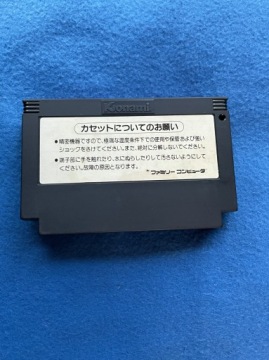 Konami
カセットについてのお願い
●精密機器ですので、極端な温度条件下での使用や保管および強い
ショックをさけてください。また、絶対に分解しないでください。
●端子部に手を触れたり、水にぬらしたりして汚さないようにして
ください。故障の原因となります。
ファミリーコンピュータ